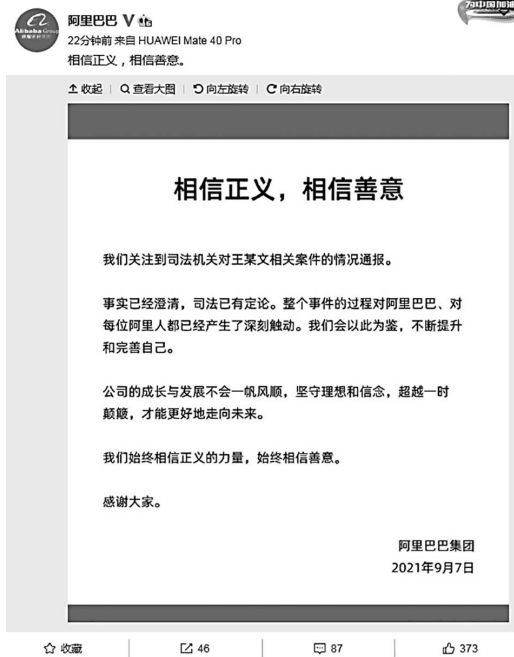 为中国加油
阿里巴巴 V
Alibaba Group
22分钟前 来自 HUAWEI Mate 40 Pro
相信正义，相信善意。
收起 查看大图 向左旋转 向右旋转
相信正义，相信善意
我们关注到司法机关对王某文相关案件的情况通报。
事实已经澄清，司法已有定论。整个事件的过程对阿里巴巴、对
每位阿里人都已经产生了深刻触动。我们会以此为鉴，不断提升
和完善自己。
公司的成长与发展不会一帆风顺，坚守理想和信念，超越一时
颠簸，才能更好地走向未来。
我们始终相信正义的力量，始终相信善意。
感谢大家。
阿里巴巴集团
2021年9月7日
收藏 46 87 373